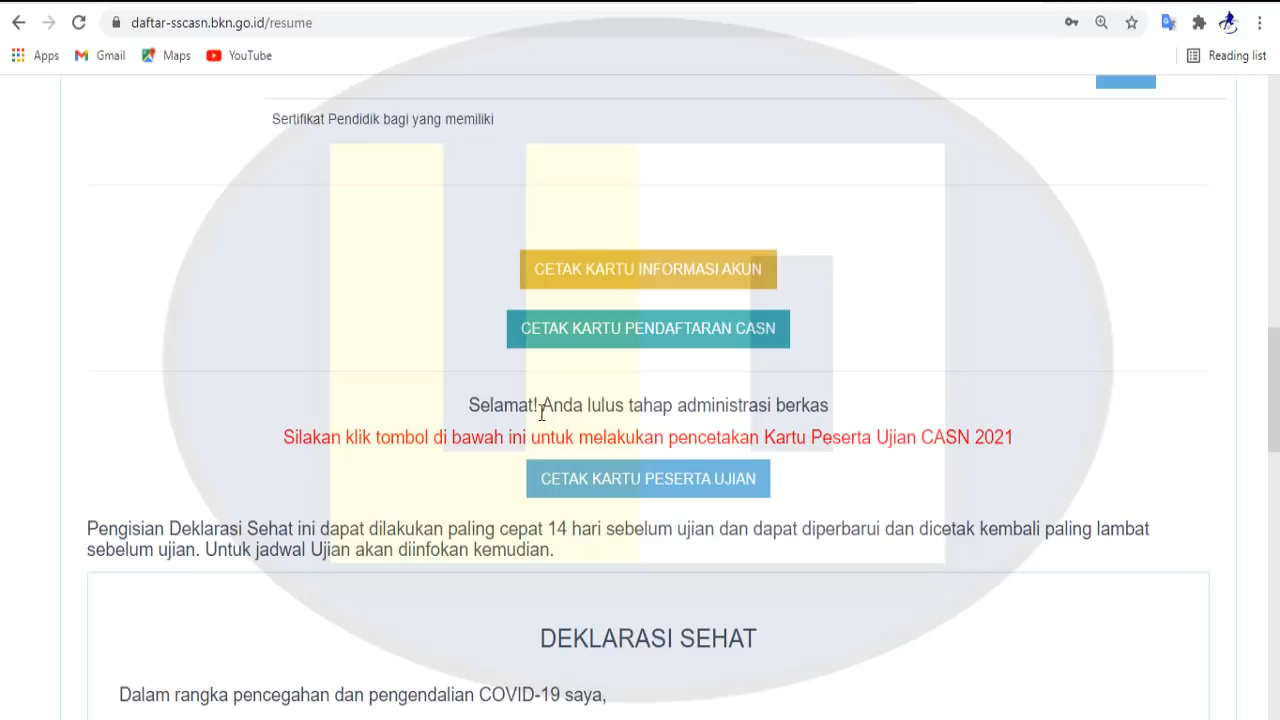 daftar-sscasn.bkn.go.id/resume
Apps Gmail Maps YouTube Reading list
Sertifikat Pendidik bagi yang memiliki
CETAK KARTU INFORMASI AKUN
CETAK KARTU PENDAFTARAN CASN
Selamat! Anda lulus tahap administrasi berkas
Silakan klik tombol di bawah ini untuk melakukan pencetakan Kartu Peserta Ujian CASN 2021
CETAK KARTU PESERTA UJIAN
Pengisian Deklarasi Sehat ini dapat dilakukan paling cepat 14 hari sebelum ujian dan dapat diperbarui dan dicetak kembali paling lambat
sebelum ujian. Untuk jadwal Ujian akan diinfokan kemudian.
DEKLARASI SEHAT
Dalam rangka pencegahan dan pengendalian COVID-19 saya,